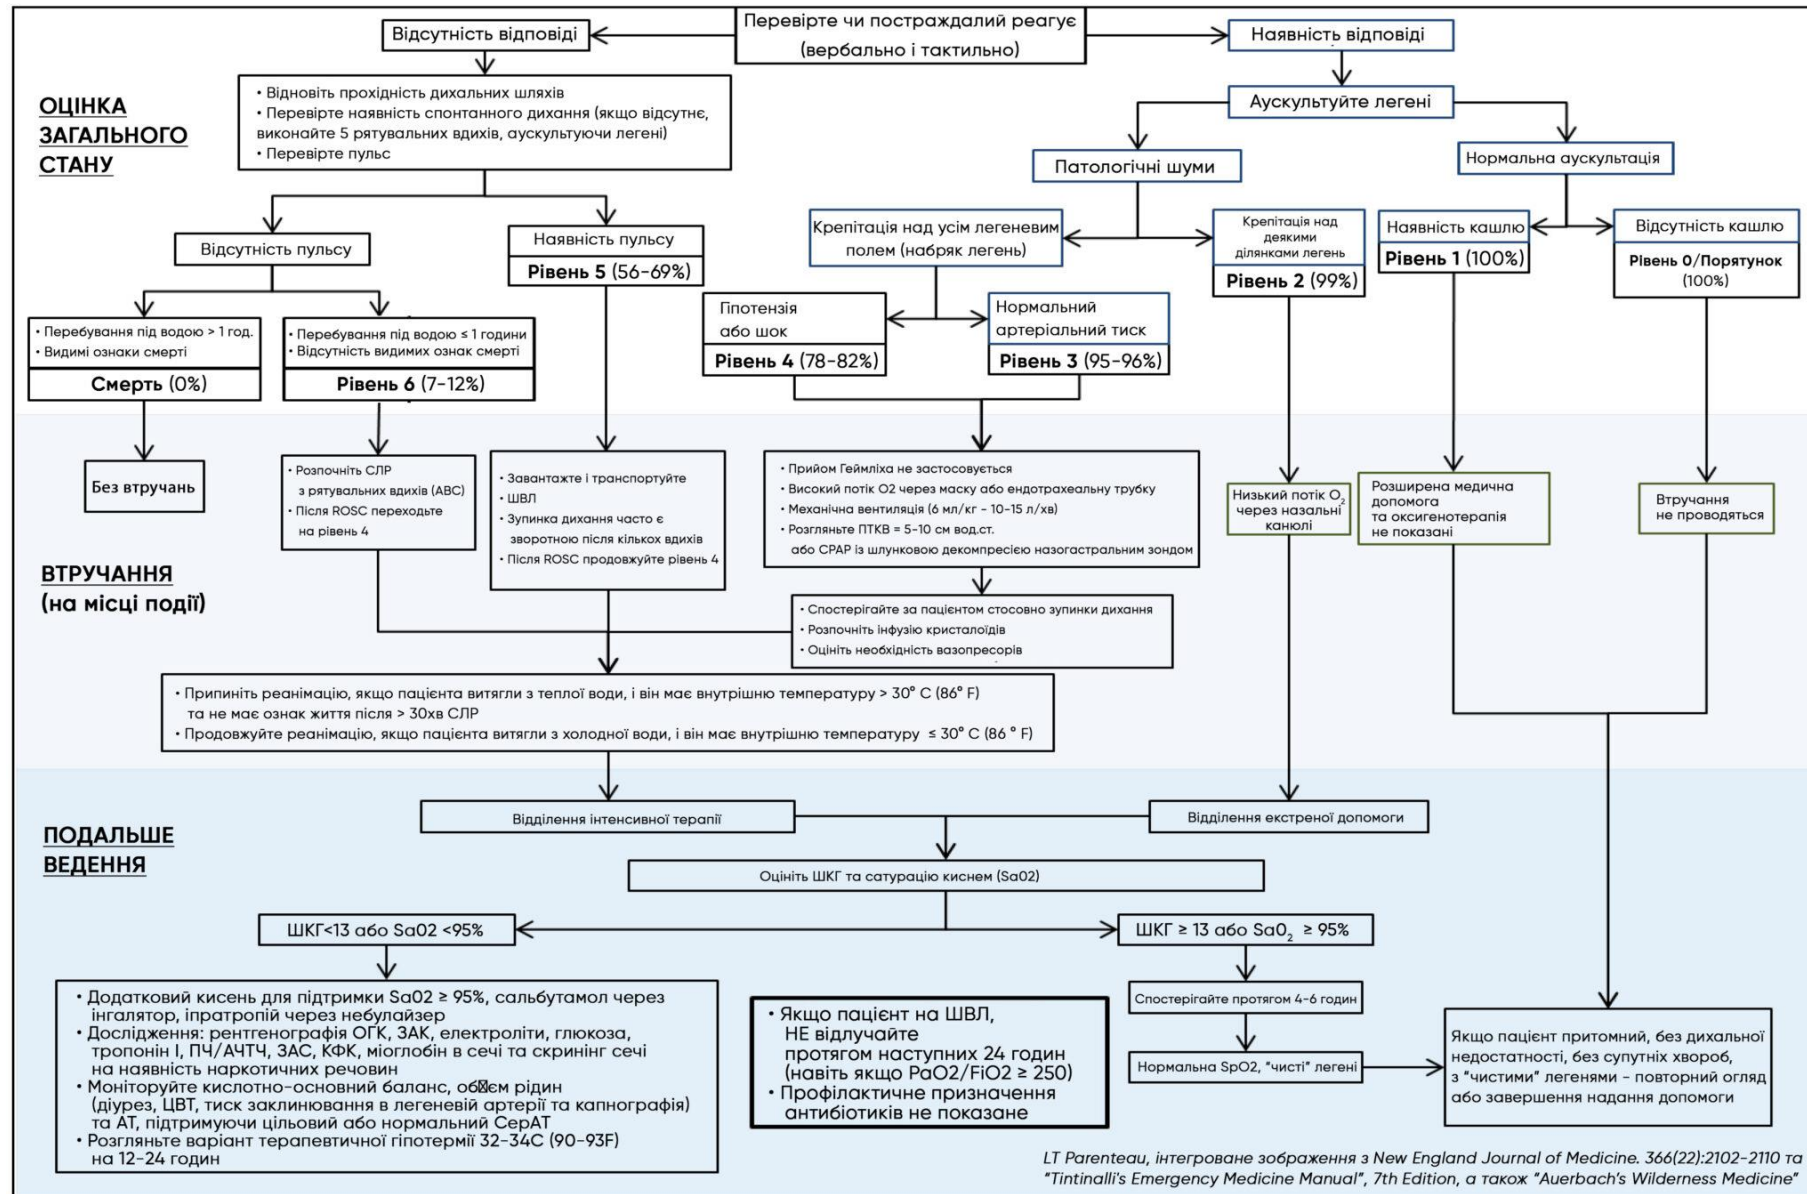 Перевірте чи постраждалий реагує
(вербально і тактильно)
Відсутність відповіді
Наявність відповіді
ОЦІНКА
ЗАГАЛЬНОГО
СТАНУ
• Відновіть прохідність дихальних шляхів
• Перевірте наявність спонтанного дихання (якщо відсутнє,
виконайте 5 рятувальних вдихів, аускультуючи легені)
• Перевірте пульс
Аускультуйте легені
Патологічні шуми
Нормальна аускультація
Відсутність пульсу
Наявність пульсу
Рівень 5 (56-69%)
Крепітація над усім легеневим
полем (набряк легень)
Крепітація над
деякими
ділянками легень
Рівень 2 (99%)
Наявність кашлю
Рівень 1 (100%)
Відсутність кашлю
Рівень 0/Порятунок
(100%)
• Перебування під водою > 1 год.
• Видимі ознаки смерті
Смерть (0%)
• Перебування під водою ≤ 1 години
• Відсутність видимих ознак смерті
Рівень 6 (7-12%)
Гіпотензія
або шок
Рівень 4 (78-82%)
Нормальний
артеріальний тиск
Рівень 3 (95-96%)
ВТРУЧАННЯ
(на місці події)
Без втручань
• Розпочніть СЛР
з рятувальних вдихів (ABC)
• Після ROSC переходьте
на рівень 4
• Завантажте і транспортуйте
• ШВЛ
• Зупинка дихання часто є
зворотною після кількох вдихів
• Після ROSC продовжуйте рівень 4
• Прийом Геймліха не застосовується
• Високий потік О2 через маску або ендотрахеальну трубку
• Механічна вентиляція (6 мл/кг - 10-15 л/хв)
• Розгляньте ПТКВ = 5-10 см вод.ст.
або CPAP із шлунковою декомпресією назогастральним зондом
Низький потік O2
через назальні
канюлі
Розширена медична
допомога
та оксигенотерапія
не показані
Втручання
не проводяться
• Спостерігайте за пацієнтом стосовно зупинки дихання
• Розпочніть інфузію кристалоїдів
• Оцініть необхідність вазопресорів
• Припиніть реанімацію, якщо пацієнта витягли з теплої води, і він має внутрішню температуру > 30° C (86° F)
та не має ознак життя після > 30хв СЛР
• Продовжуйте реанімацію, якщо пацієнта витягли з холодної води, і він має внутрішню температуру ≤ 30° C (86 ° F)
ПОДАЛЬШЕ
ВЕДЕННЯ
Відділення інтенсивної терапії
Відділення екстреної допомоги
Оцініть ШКГ та сатурацію киснем (Sa02)
ШКГ<13 або Sa02 <95%
ШКГ ≥ 13 або SaO2 ≥ 95%
• Додатковий кисень для підтримки Sa02 ≥ 95%, сальбутамол через
інгалятор, іпратропій через небулайзер
• Дослідження: рентгенографія ОГК, ЗАК, електроліти, глюкоза,
тропонін І, ПЧ/АЧТЧ, ЗАС, КФК, міоглобін в сечі та скринінг сечі
на наявність наркотичних речовин
• Моніторуйте кислотно-основний баланс, об☒єм рідин
(діурез, ЦВТ, тиск заклинювання в легеневій артерії та капнографія)
та АТ, підтримуючи цільовий або нормальний СерАТ
• Розгляньте варіант терапевтичної гіпотермії 32-34С (90-93F)
на 12-24 годин
• Якщо пацієнт на ШВЛ,
НЕ відлучайте
протягом наступних 24 годин
(навіть якщо PaO2/FiO2 ≥ 250)
• Профілактичне призначення
антибіотиків не показане
Спостерігайте протягом 4-6 годин
Нормальна SpO2, "чисті" легені
Якщо пацієнт притомний, без дихальної
недостатності, без супутніх хвороб,
з "чистими" легенями - повторний огляд
або завершення надання допомоги
LT Parenteau, інтегроване зображення з New England Journal of Medicine. 366(22):2102-2110 та
"Tintinalli's Emergency Medicine Manual", 7th Edition, а також "Auerbach's Wilderness Medicine"